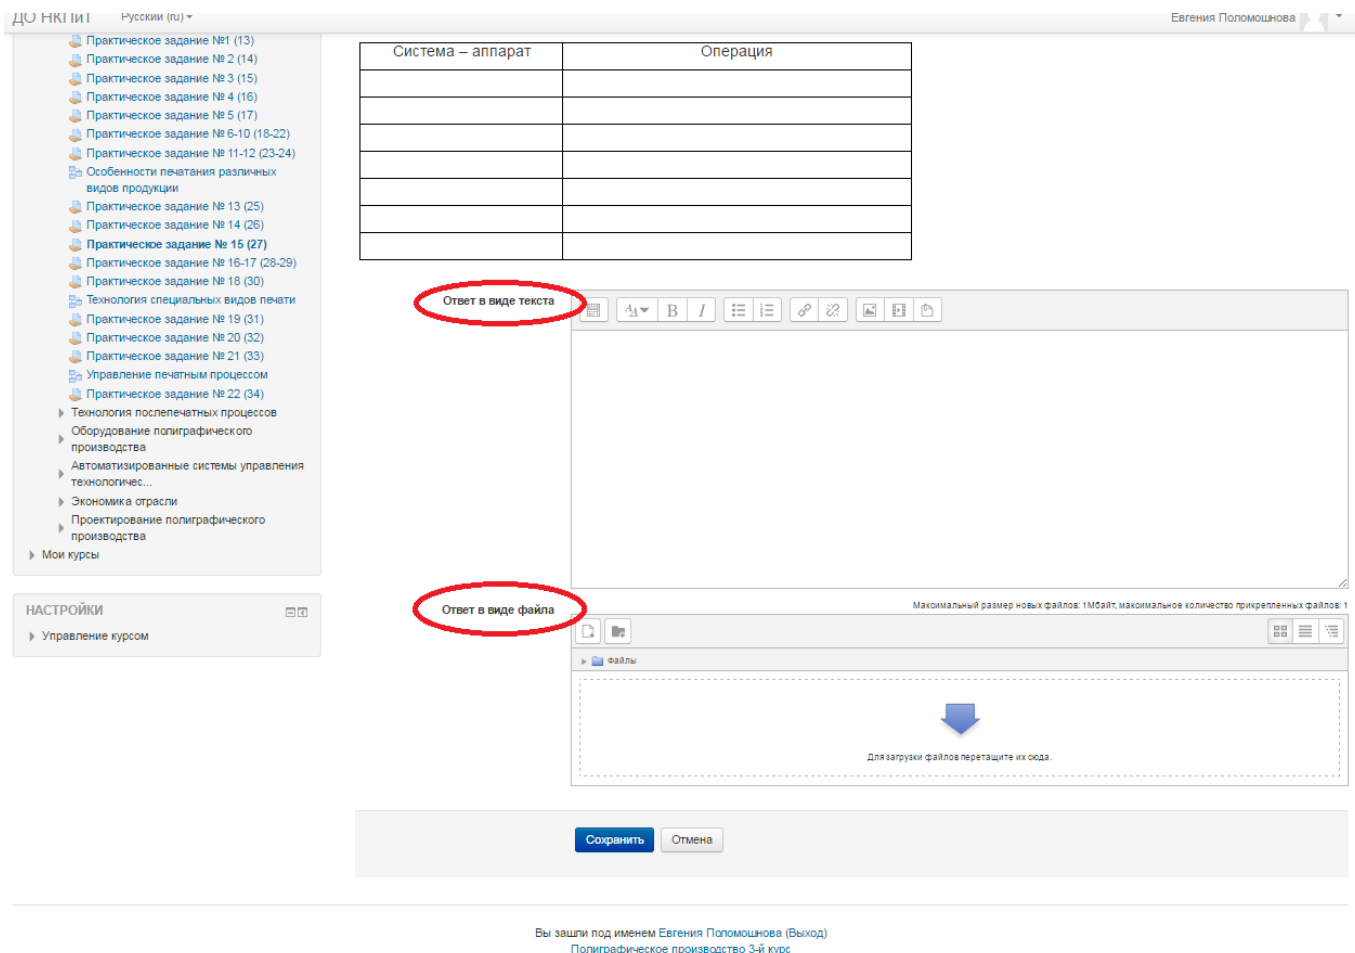 ДО НКПиТ Русский (ru) Евгения Поломошнова
Практическое задание №1 (13)
Практическое задание № 2 (14)
Практическое задание № 3 (15)
Практическое задание № 4 (16)
Практическое задание № 5 (17)
Практическое задание № 6-10 (18-22)
Практическое задание № 11-12 (23-24)
Особенности печатания различных
видов продукции
Практическое задание № 13 (25)
Практическое задание № 14 (26)
Практическое задание № 15 (27)
Практическое задание № 16-17 (28-29)
Практическое задание № 18 (30)
Технология специальных видов печати
Практическое задание № 19 (31)
Практическое задание № 20 (32)
Практическое задание № 21 (33)
Управление печатным процессом
Практическое задание № 22 (34)
Технология послепечатных процессов
Оборудование полиграфического
производства
Автоматизированные системы управления
технологичес...
Экономика отрасли
Проектирование полиграфического
производства
Мои курсы
НАСТРОЙКИ
Управление курсом
Система – аппарат Операция
Ответ в виде текста
Ответ в виде файла
Максимальный размер новых файлов: 1Мбайт, максимальное количество прикрепленных файлов: 1
Файлы
Для загрузки файлов перетащите их сюда.
Сохранить Отмена
Вы зашли под именем Евгения Поломошнова (Выход)
Полиграфическое производство 3-й курс